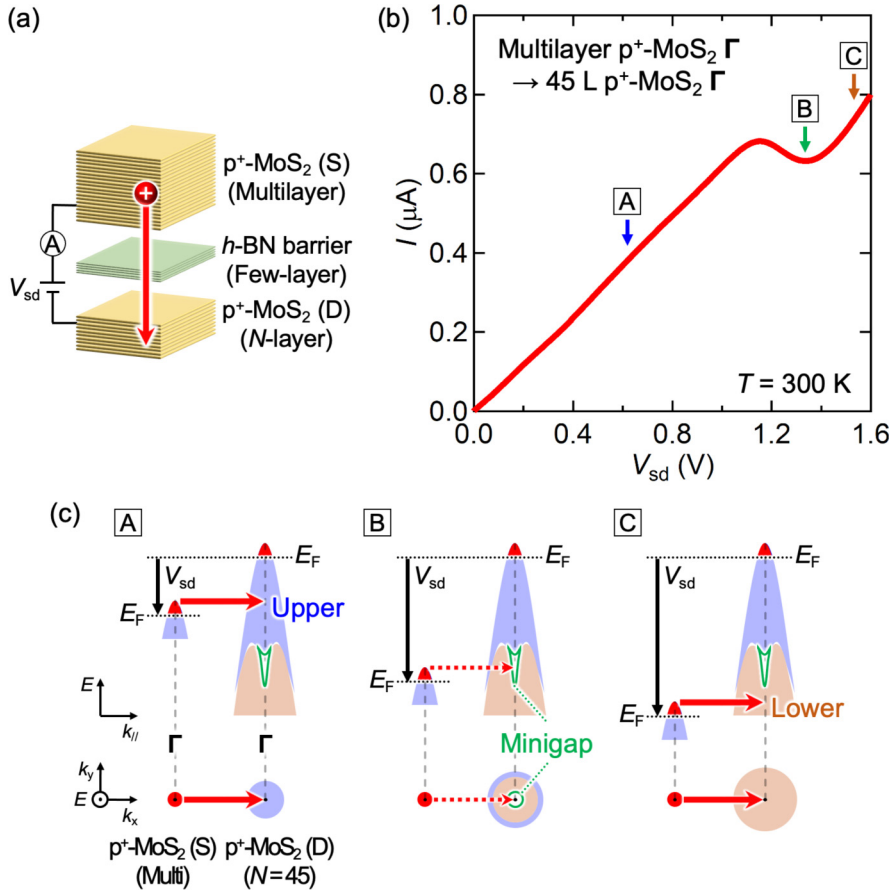 (a)
p⁺-MoS₂ (S)
(Multilayer)
h-BN barrier
(Few-layer)
p⁺-MoS₂ (D)
(N-layer)
A
V_sd
+
(b)
Multilayer p⁺-MoS₂ Γ
→ 45 L p⁺-MoS₂ Γ
A
B
C
T = 300 K
I (μA)
1.0
0.8
0.6
0.4
0.2
0.0
0.0 0.4 0.8 1.2 1.6
V_sd (V)
(c)
A
E_F
V_sd
E_F
Upper
E
k_//
Γ Γ
k_y
E
k_x
p⁺-MoS₂ (S) p⁺-MoS₂ (D)
(Multi) (N = 45)
B
E_F
V_sd
E_F
Minigap
C
E_F
V_sd
E_F
Lower